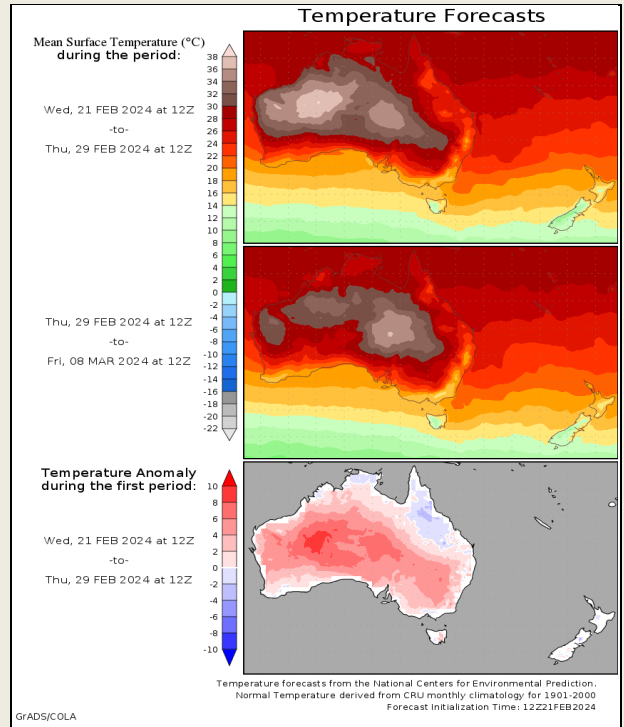 Temperature Forecasts
Mean Surface Temperature (°C)
during the period:
Wed, 21 FEB 2024 at 12Z
-to-
Thu, 29 FEB 2024 at 12Z
38
36
34
32
30
28
26
24
22
20
18
16
14
12
10
8
6
4
2
0
-2
-4
-6
-8
-10
-12
-14
-16
-18
-20
-22
Thu, 29 FEB 2024 at 12Z
-to-
Fri, 08 MAR 2024 at 12Z
Temperature Anomaly
during the first period:
Wed, 21 FEB 2024 at 12Z
-to-
Thu, 29 FEB 2024 at 12Z
10
8
6
4
2
0
-2
-4
-6
-8
-10
Temperature forecasts from the National Centers for Environmental Prediction.
Normal Temperature derived from CRU monthly climatology for 1901-2000
Forecast Initialization Time: 12Z21FEB2024
GrADS/COLA